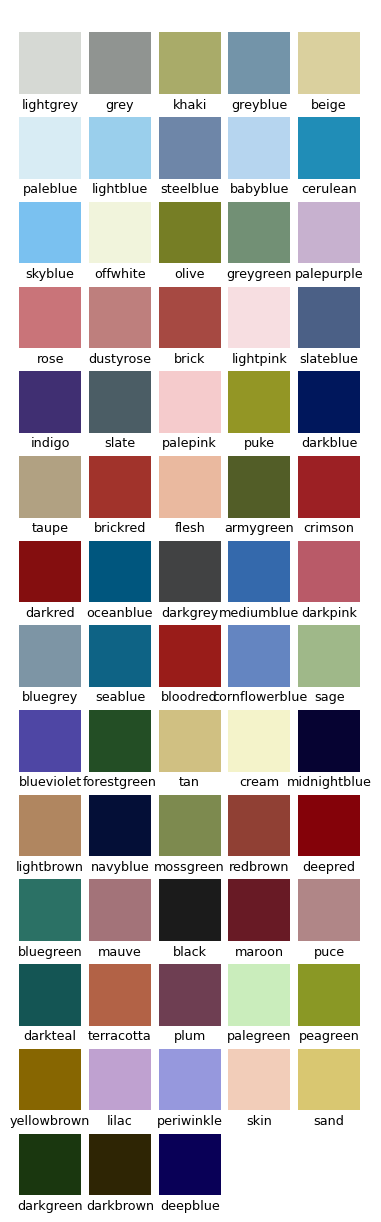 lightgrey grey khaki greyblue beige
paleblue lightblue steelblue babyblue cerulean
skyblue offwhite olive greygreen palepurple
rose dustyrose brick lightpink slateblue
indigo slate palepink puke darkblue
taupe brickred flesh armygreen crimson
darkred oceanblue darkgrey mediumblue darkpink
bluegrey seablue bloodred cornflowerblue sage
blueviolet forestgreen tan cream midnightblue
lightbrown navyblue mossgreen redbrown deepred
bluegreen mauve black maroon puce
darkteal terracotta plum palegreen peagreen
yellowbrown lilac periwinkle skin sand
darkgreen darkbrown deepblue